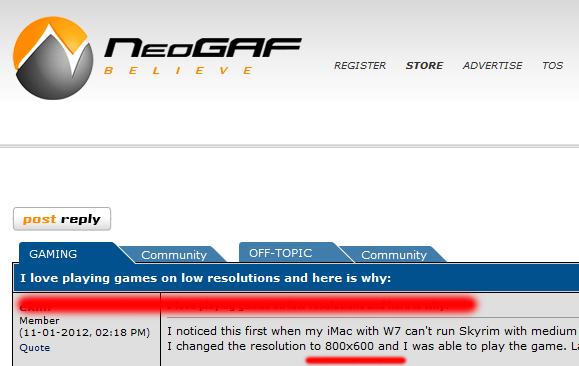 NeoGAF
BELIEVE
REGISTER STORE ADVERTISE TOS
post reply
GAMING Community OFF-TOPIC Community
I love playing games on low resolutions and here is why:
Member
(11-01-2012, 02:18 PM)
Quote
I noticed this first when my iMac with W7 can't run Skyrim with medium
I changed the resolution to 800x600 and I was able to play the game. La